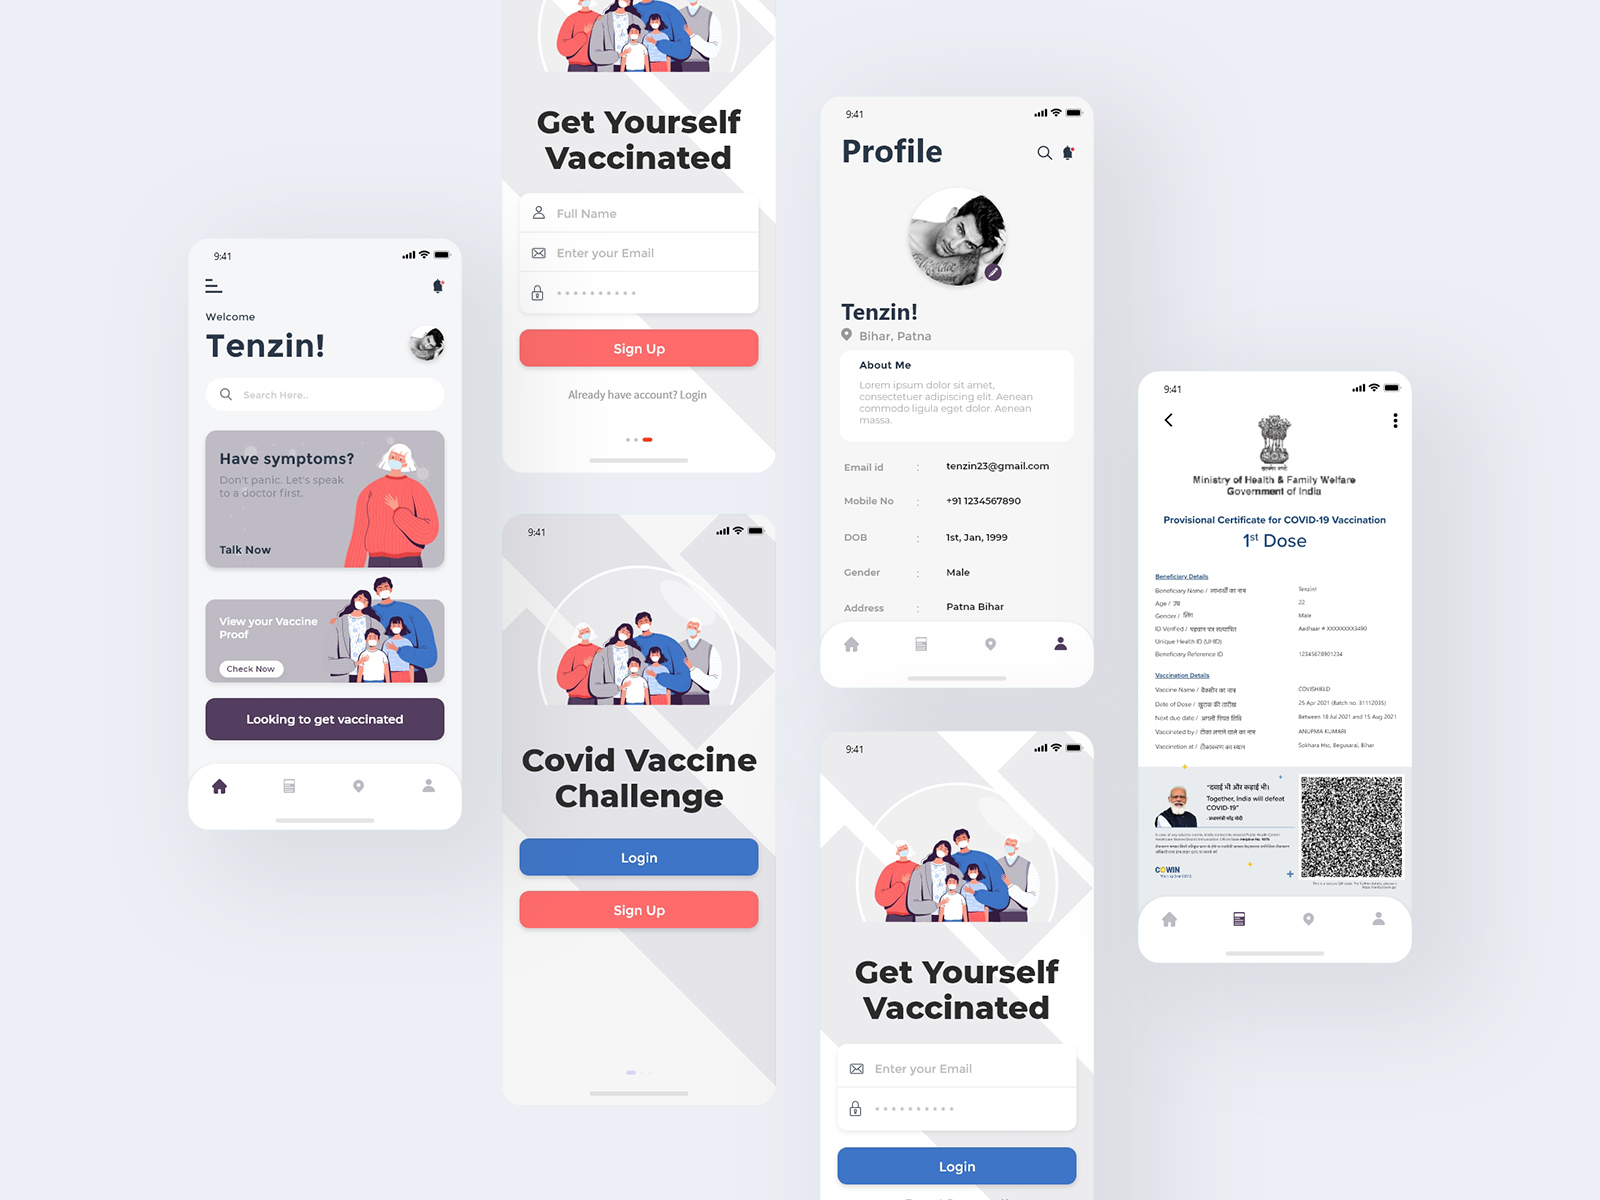 9:41
Welcome
Tenzin!
Search Here..
Have symptoms?
Don't panic. Let's speak
to a doctor first.
Talk Now
View your Vaccine
Proof
Check Now
Looking to get vaccinated
Get Yourself
Vaccinated
Full Name
Enter your Email
Sign Up
Already have account? Login
9:41
Covid Vaccine
Challenge
Login
Sign Up
9:41
Profile
Tenzin!
Bihar, Patna
About Me
Lorem ipsum dolor sit amet,
consectetuer adipiscing elit. Aenean
commodo ligula eget dolor. Aenean
massa.
Email id : tenzin23@gmail.com
Mobile No : +91 1234567890
DOB : 1st, Jan, 1999
Gender : Male
Address : Patna Bihar
9:41
Get Yourself
Vaccinated
Enter your Email
Login
9:41
सत्यमेव जयते
Ministry of Health & Family Welfare
Government of India
Provisional Certificate for COVID-19 Vaccination
1st Dose
Beneficiary Details
Beneficiary Name / लाभार्थी का नाम Tenzin!
Age / उम्र 22
Gender / लिंग Male
ID Verified / पहचान पत्र सत्यापित Aadhaar # XXXXXXXX3490
Unique Health ID (UHID)
Beneficiary Reference ID 12345678901234
Vaccination Details
Vaccine Name / वैक्सीन का नाम COVISHIELD
Date of Dose / खुराक की तारीख 25 Apr 2021 (Batch no. 31112035)
Next due date / अगली नियत तिथि Between 18 Jul 2021 and 15 Aug 2021
Vaccinated by / टीका लगाने वाले का नाम ANUPMA KUMARI
Vaccination at / टीकाकरण का स्थान Sokhara Hsc, Begusarai, Bihar
“दवाई भी और कड़ाई भी।
Together, India will defeat
COVID-19”
- प्रधानमंत्री नरेंद्र मोदी
COWIN